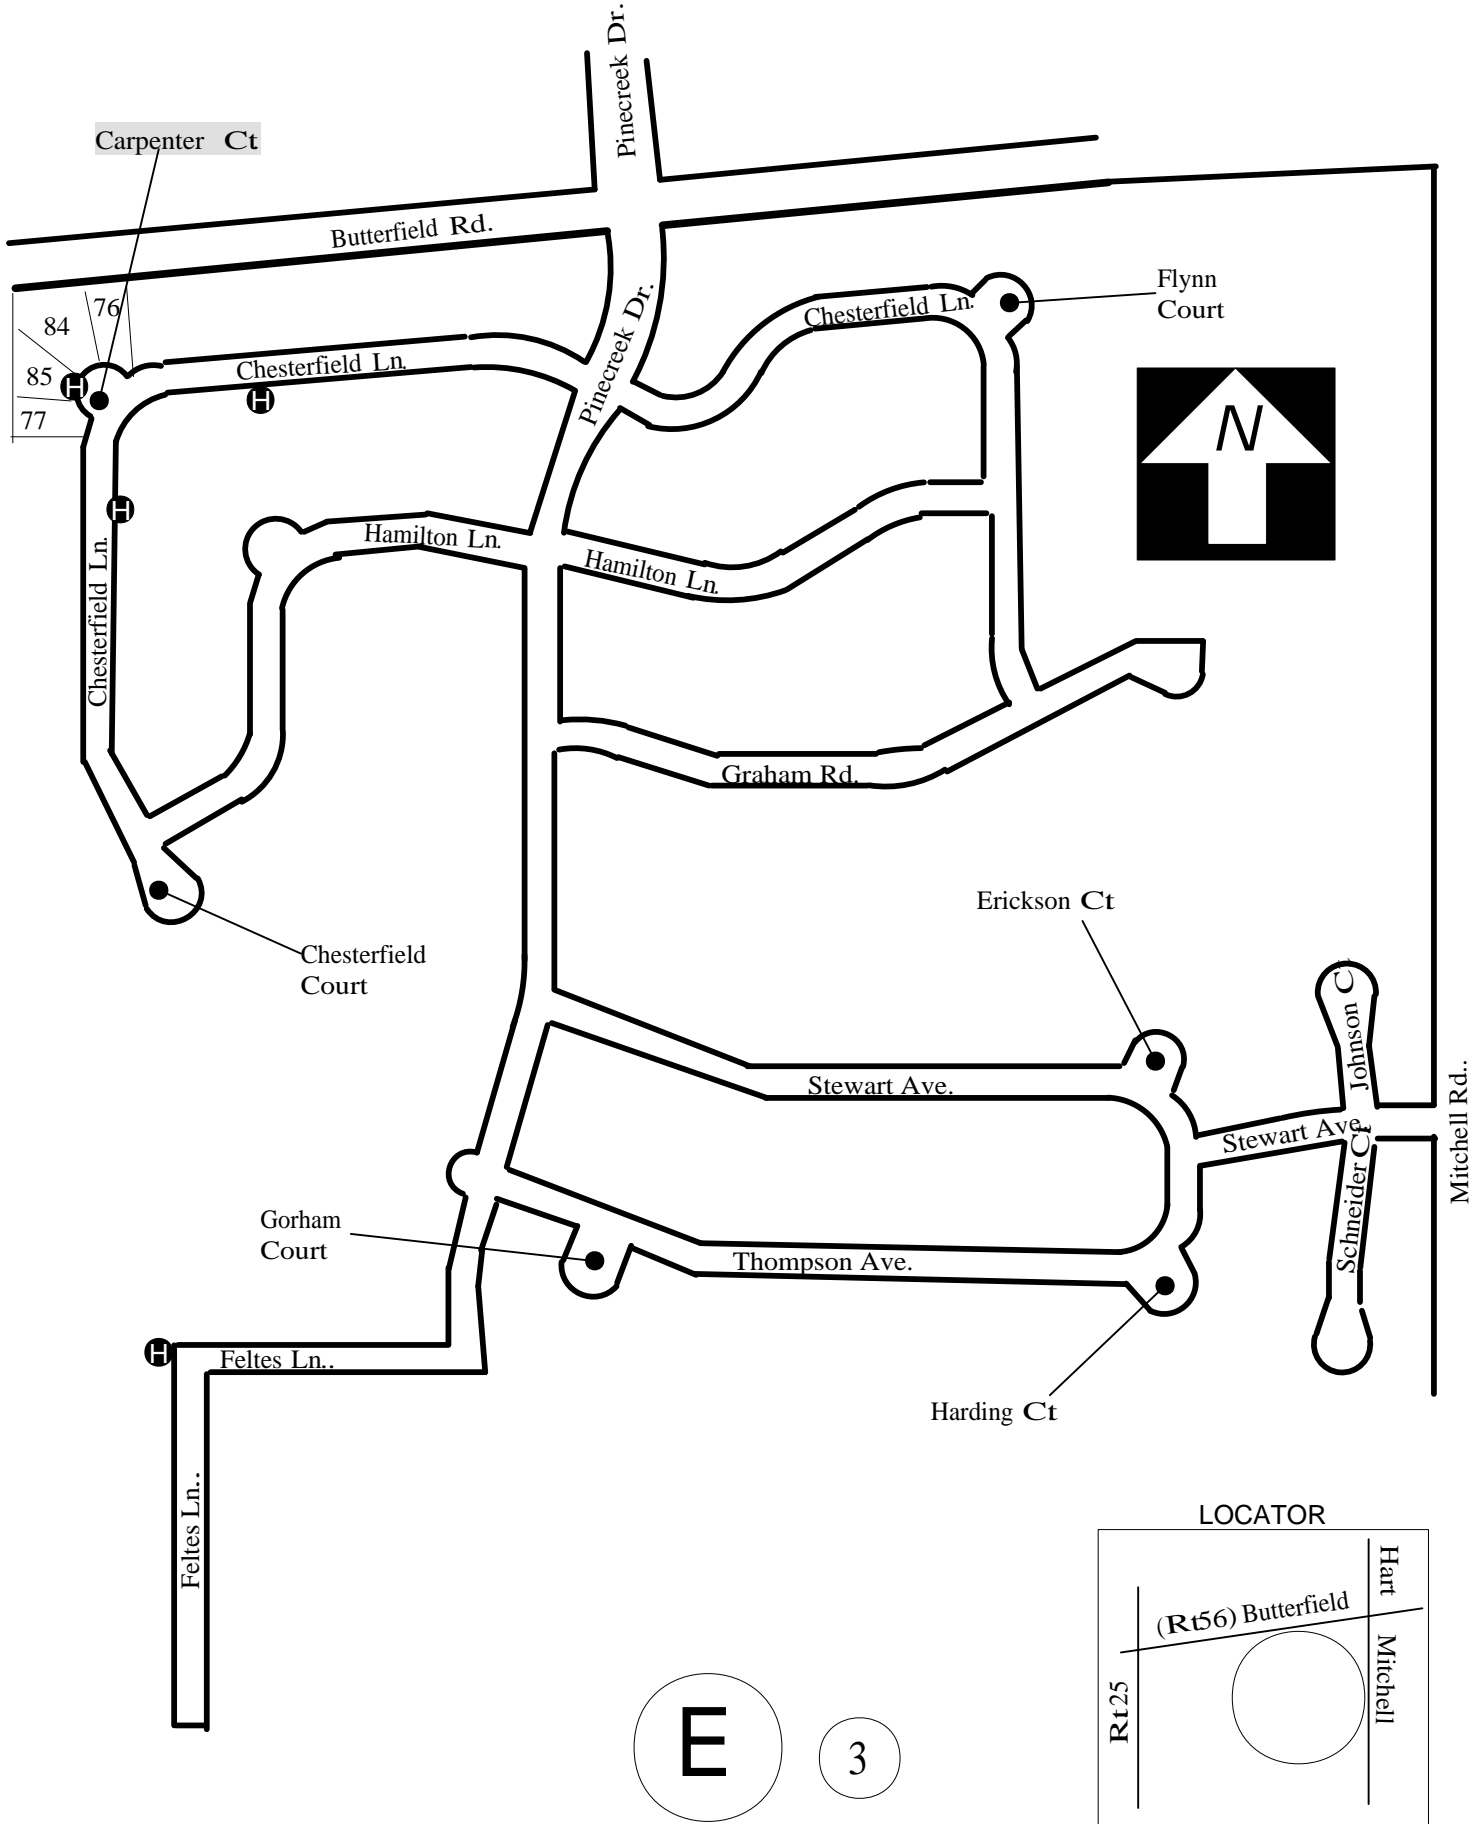 Pinecreek Dr.
Carpenter Ct
Butterfield Rd.
Flynn
Court
Chesterfield Ln.
Pinecreek Dr.
76
84
85
77
Chesterfield Ln.
H
H
H
N
Hamilton Ln.
Hamilton Ln.
Chesterfield Ln.
Graham Rd.
Erickson Ct
Chesterfield
Court
Johnson Ct
Stewart Ave.
Mitchell Rd..
Stewart Ave
Schneider Ct
Gorham
Court
Thompson Ave.
H
Feltes Ln..
Harding Ct
Feltes Ln..
LOCATOR
Hart
(Rt56) Butterfield
Mitchell
Rt25
E
3